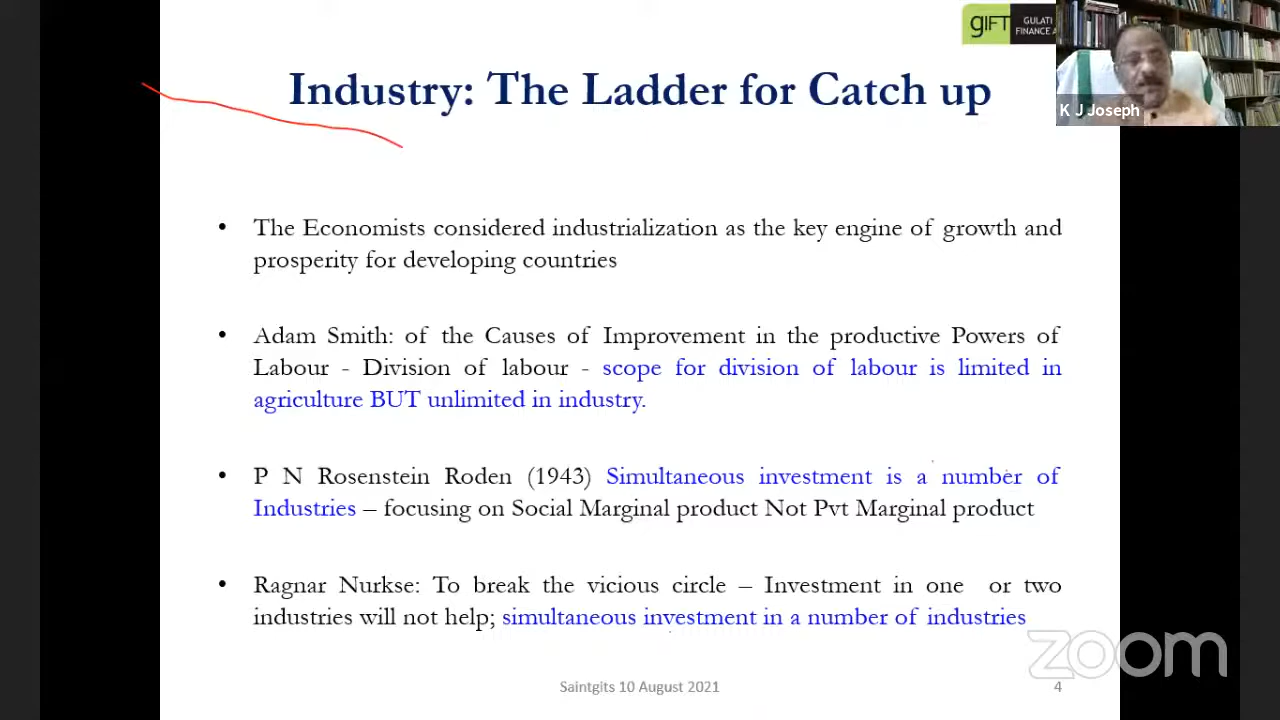 gift GULATI
FINANCE A
K J Joseph
Industry: The Ladder for Catch up
• The Economists considered industrialization as the key engine of growth and
prosperity for developing countries
• Adam Smith: of the Causes of Improvement in the productive Powers of
Labour - Division of labour - scope for division of labour is limited in
agriculture BUT unlimited in industry.
• P N Rosenstein Roden (1943) Simultaneous investment is a number of
Industries – focusing on Social Marginal product Not Pvt Marginal product
• Ragnar Nurkse: To break the vicious circle – Investment in one or two
industries will not help; simultaneous investment in a number of industries
zoom
Saintgits 10 August 2021
4